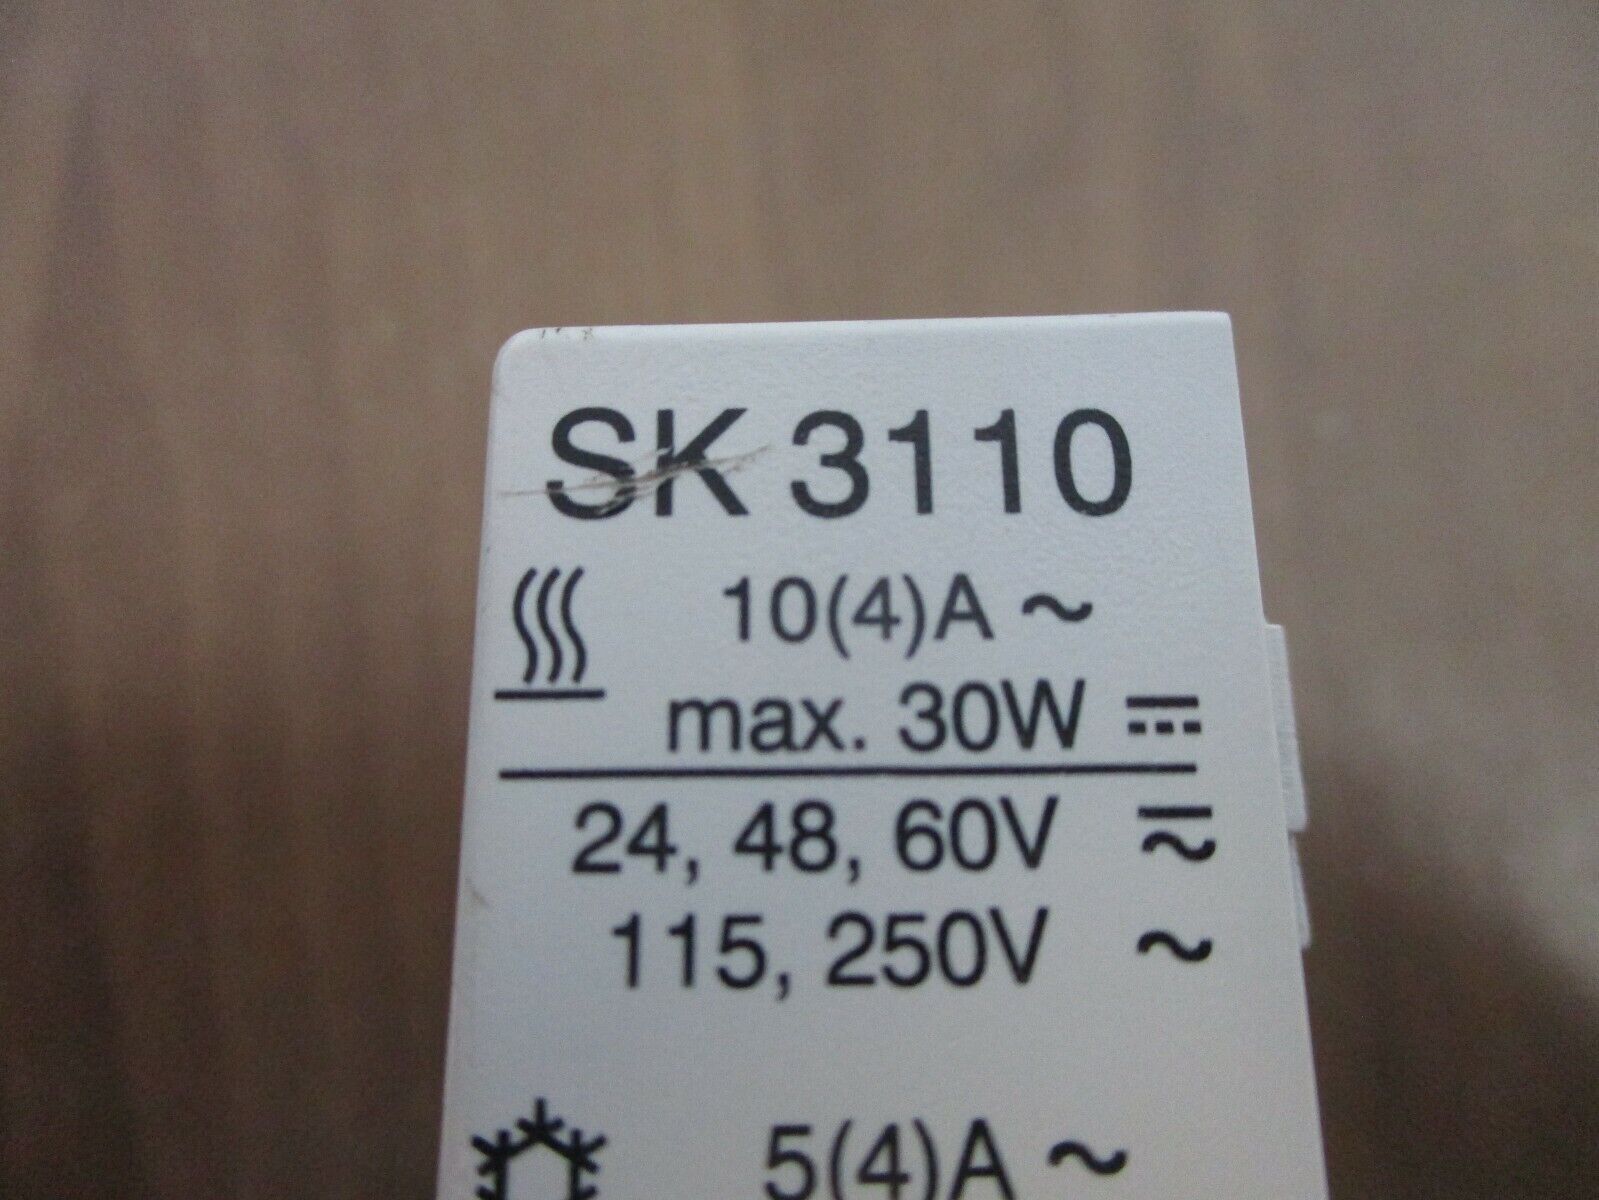 SK 3110
10(4)A ~
max. 30W ⎓
24, 48, 60V ⏦
115, 250V ~
5(4)A ~